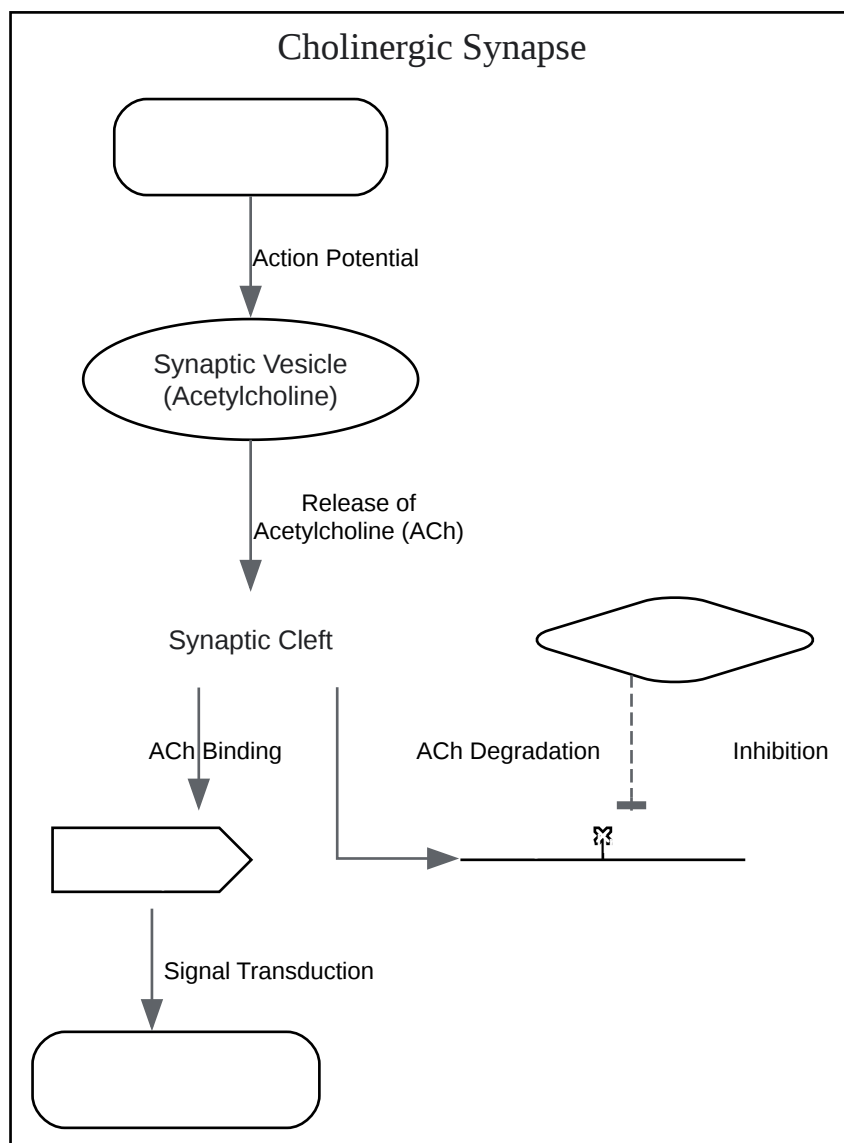 Cholinergic Synapse
Action Potential
Synaptic Vesicle
(Acetylcholine)
Release of
Acetylcholine (ACh)
Synaptic Cleft
ACh Binding
ACh Degradation
Inhibition
Signal Transduction